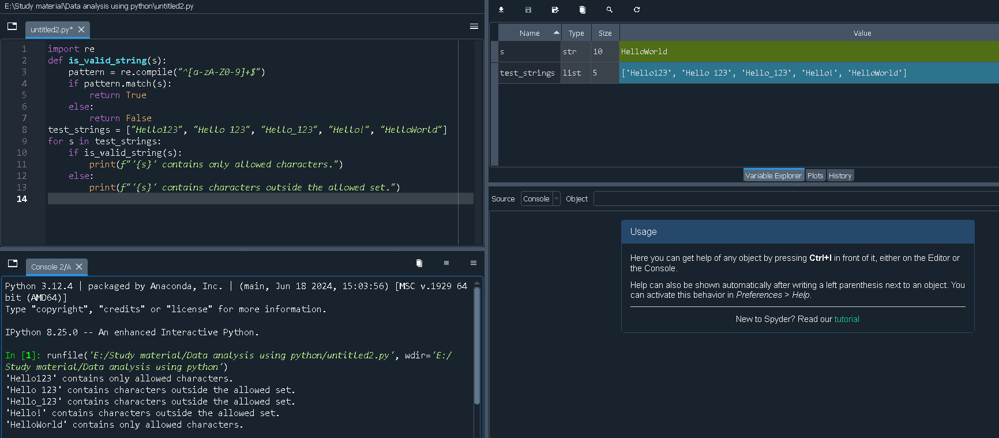 E:\Study material\Data analysis using python\untitled2.py
untitled2.py*
1 import re
2 def is_valid_string(s):
3 pattern = re.compile("^[a-zA-Z0-9]+$")
4 if pattern.match(s):
5 return True
6 else:
7 return False
8 test_strings = ["Hello123", "Hello 123", "Hello_123", "Hello!", "HelloWorld"]
9 for s in test_strings:
10 if is_valid_string(s):
11 print(f"'{s}' contains only allowed characters.")
12 else:
13 print(f"'{s}' contains characters outside the allowed set.")
14
Console 2/A
Python 3.12.4 | packaged by Anaconda, Inc. | (main, Jun 18 2024, 15:03:56) [MSC v.1929 64
bit (AMD64)]
Type "copyright", "credits" or "license" for more information.
IPython 8.25.0 -- An enhanced Interactive Python.
In [1]: runfile('E:/Study material/Data analysis using python/untitled2.py', wdir='E:/
Study material/Data analysis using python')
'Hello123' contains only allowed characters.
'Hello 123' contains characters outside the allowed set.
'Hello_123' contains characters outside the allowed set.
'Hello!' contains characters outside the allowed set.
'HelloWorld' contains only allowed characters.
Name Type Size Value
s str 10 HelloWorld
test_strings list 5 ['Hello123', 'Hello 123', 'Hello_123', 'Hello!', 'HelloWorld']
Variable Explorer Plots History
Source Console Object
Usage
Here you can get help of any object by pressing Ctrl+I in front of it, either on the Editor or
the Console.
Help can also be shown automatically after writing a left parenthesis next to an object. You
can activate this behavior in Preferences > Help.
New to Spyder? Read our tutorial